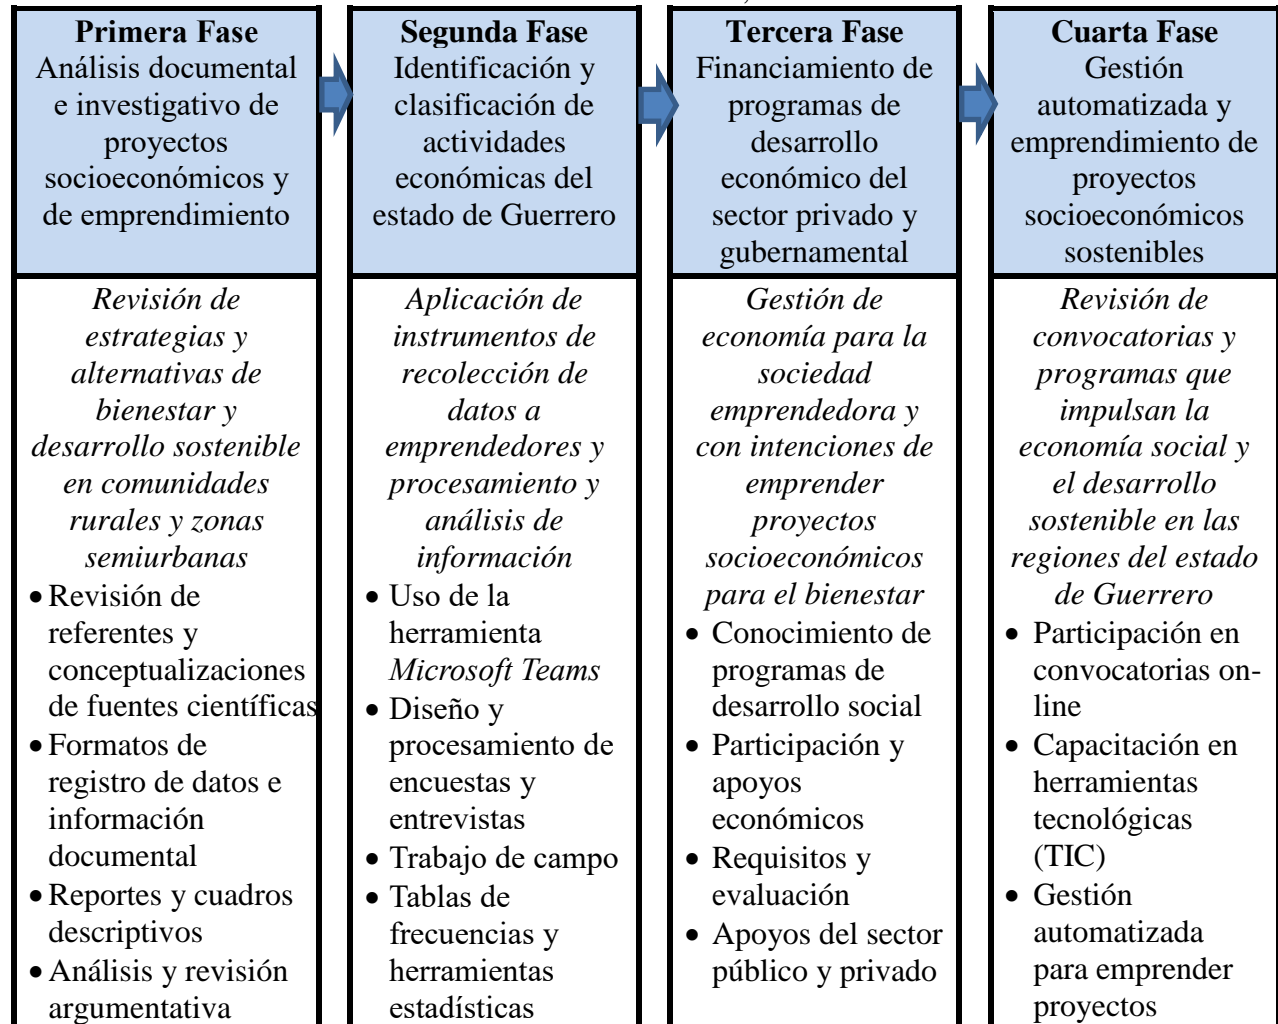 Primera Fase
Análisis documental
e investigativo de
proyectos
socioeconómicos y
de emprendimiento
Revisión de
estrategias y
alternativas de
bienestar y
desarrollo sostenible
en comunidades
rurales y zonas
semiurbanas
• Revisión de
referentes y
conceptualizaciones
de fuentes científicas
• Formatos de
registro de datos e
información
documental
• Reportes y cuadros
descriptivos
• Análisis y revisión
argumentativa
Segunda Fase
Identificación y
clasificación de
actividades
económicas del
estado de Guerrero
Aplicación de
instrumentos de
recolección de
datos a
emprendedores y
procesamiento y
análisis de
información
• Uso de la
herramienta
Microsoft Teams
• Diseño y
procesamiento de
encuestas y
entrevistas
• Trabajo de campo
• Tablas de
frecuencias y
herramientas
estadísticas
Tercera Fase
Financiamiento de
programas de
desarrollo
económico del
sector privado y
gubernamental
Gestión de
economía para la
sociedad
emprendedora y
con intenciones de
emprender
proyectos
socioeconómicos
para el bienestar
• Conocimiento de
programas de
desarrollo social
• Participación y
apoyos
económicos
• Requisitos y
evaluación
• Apoyos del sector
público y privado
Cuarta Fase
Gestión
automatizada y
emprendimiento de
proyectos
socioeconómicos
sostenibles
Revisión de
convocatorias y
programas que
impulsan la
economía social y
el desarrollo
sostenible en las
regiones del estado
de Guerrero
• Participación en
convocatorias on-
line
• Capacitación en
herramientas
tecnológicas
(TIC)
• Gestión
automatizada
para emprender
proyectos